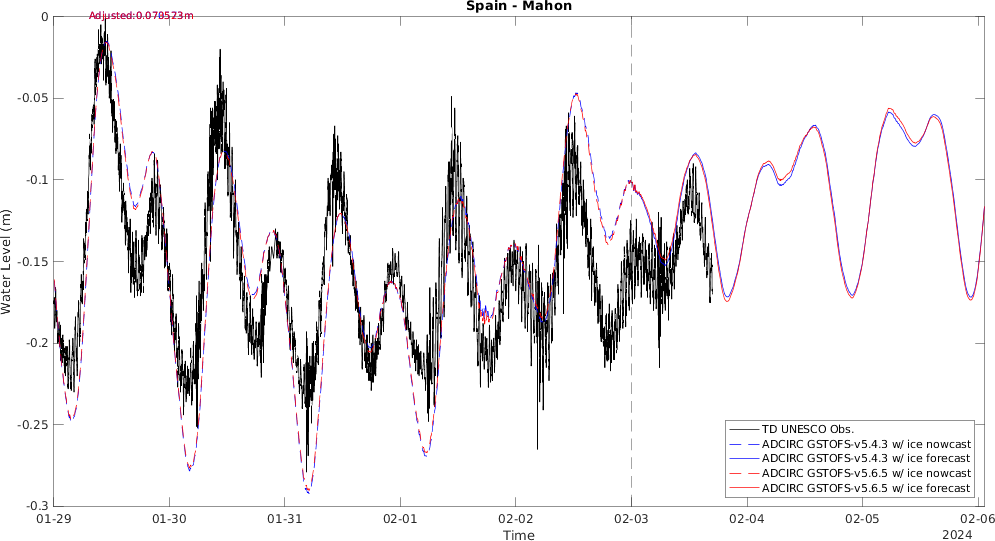 Spain - Mahon
Adjusted:0.070523m
0
-0.05
-0.1
-0.15
-0.2
-0.25
-0.3
Water Level (m)
01-29
01-30
01-31
02-01
02-02
02-03
02-04
02-05
02-06
2024
Time
TD UNESCO Obs.
ADCIRC GSTOFS-v5.4.3 w/ ice nowcast
ADCIRC GSTOFS-v5.4.3 w/ ice forecast
ADCIRC GSTOFS-v5.6.5 w/ ice nowcast
ADCIRC GSTOFS-v5.6.5 w/ ice forecast